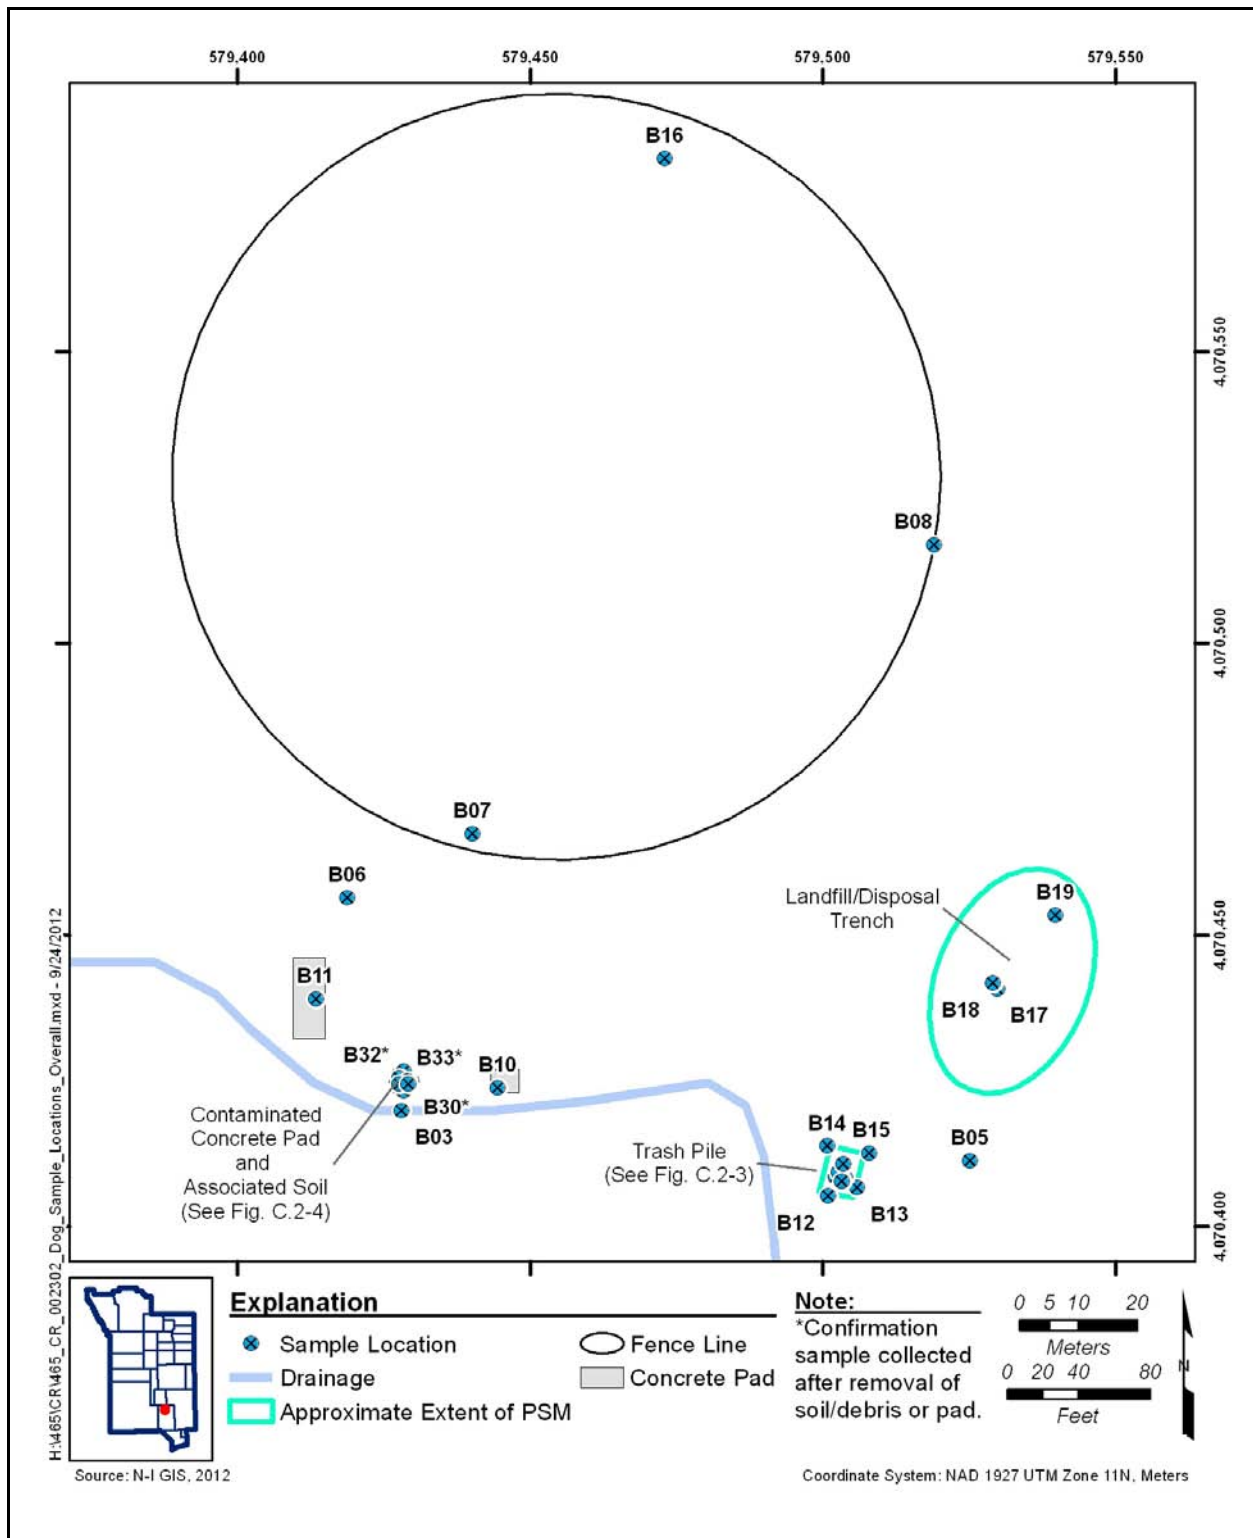 579,400
579,450
579,500
579,550
B16
4,070,550
B08
4,070,500
B07
B06
Landfill/Disposal
Trench
B19
4,070,450
B11
B18
B17
B32*
B33*
B10
B30*
B03
Contaminated
Concrete Pad
and
Associated Soil
(See Fig. C.2-4)
B14
B15
B05
Trash Pile
(See Fig. C.2-3)
B12
B13
4,070,400
H:\465\CR\465_CR_002302_Dog_Sample_Locations_Overall.mxd - 9/24/2012
Explanation
Sample Location
Drainage
Approximate Extent of PSM
Fence Line
Concrete Pad
Note:
*Confirmation
sample collected
after removal of
soil/debris or pad.
0 5 10 20
Meters
0 20 40 80
Feet
N
Source: N-I GIS, 2012
Coordinate System: NAD 1927 UTM Zone 11N, Meters